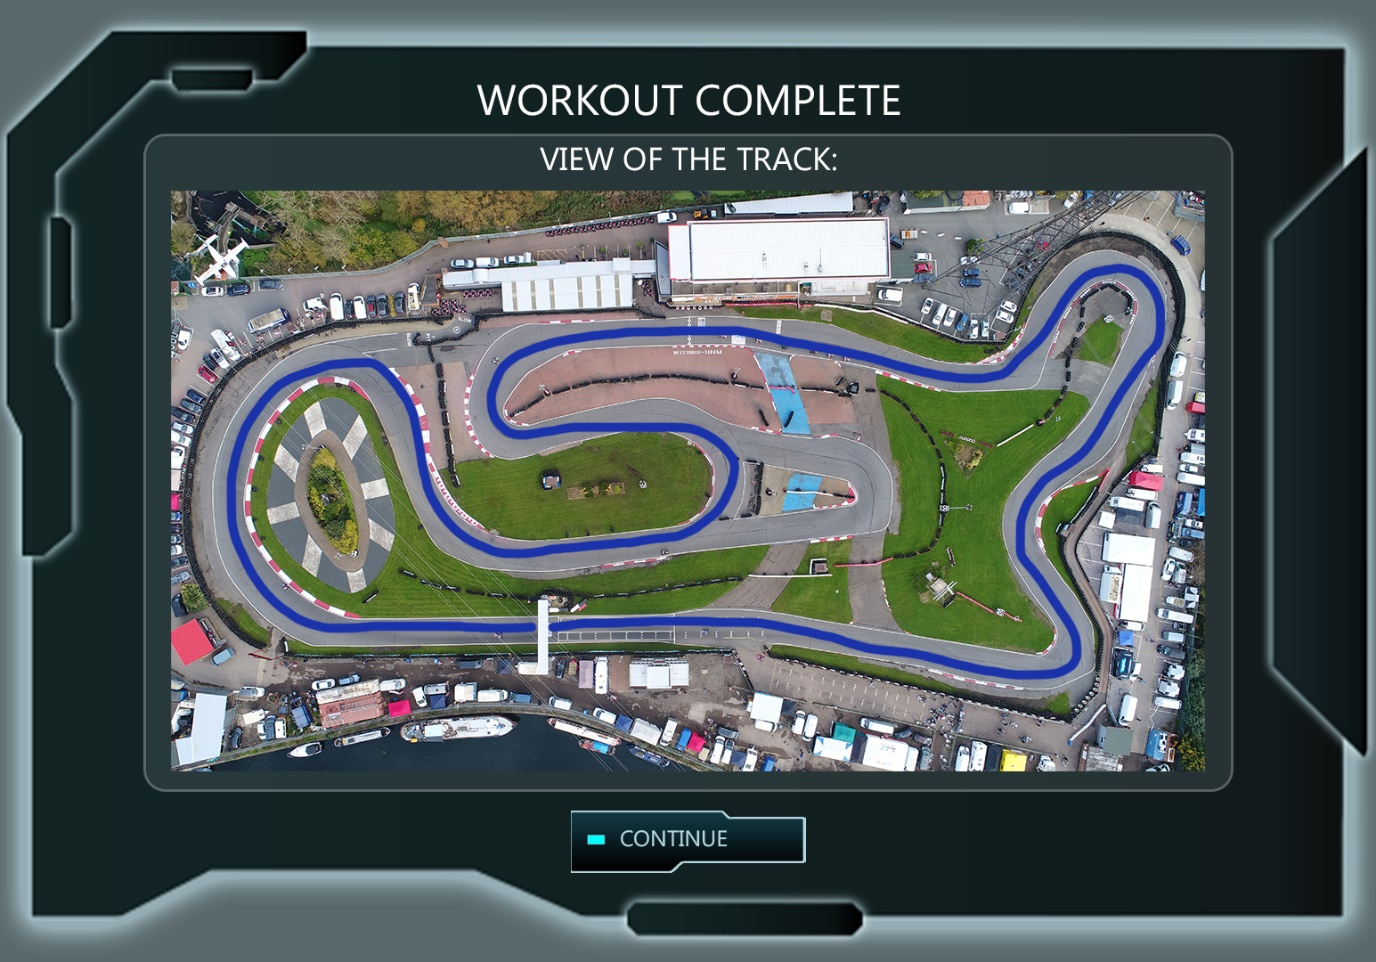 WORKOUT COMPLETE
VIEW OF THE TRACK:
CONTINUE